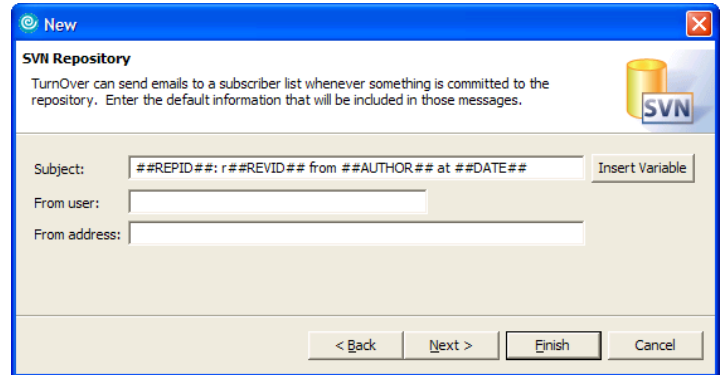 New
SVN Repository
TurnOver can send emails to a subscriber list whenever something is committed to the
repository.  Enter the default information that will be included in those messages.
SVN
Subject: ##REPID##: r##REVID## from ##AUTHOR## at ##DATE## Insert Variable
From user:
From address:
< Back Next > Finish Cancel